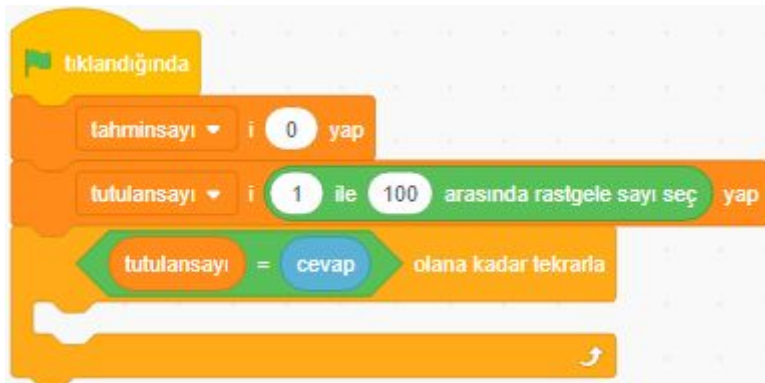 tıklandığında
tahminsayı i 0 yap
tutulansayı i 1 ile 100 arasında rastgele sayı seç yap
tutulansayı = cevap olana kadar tekrarla